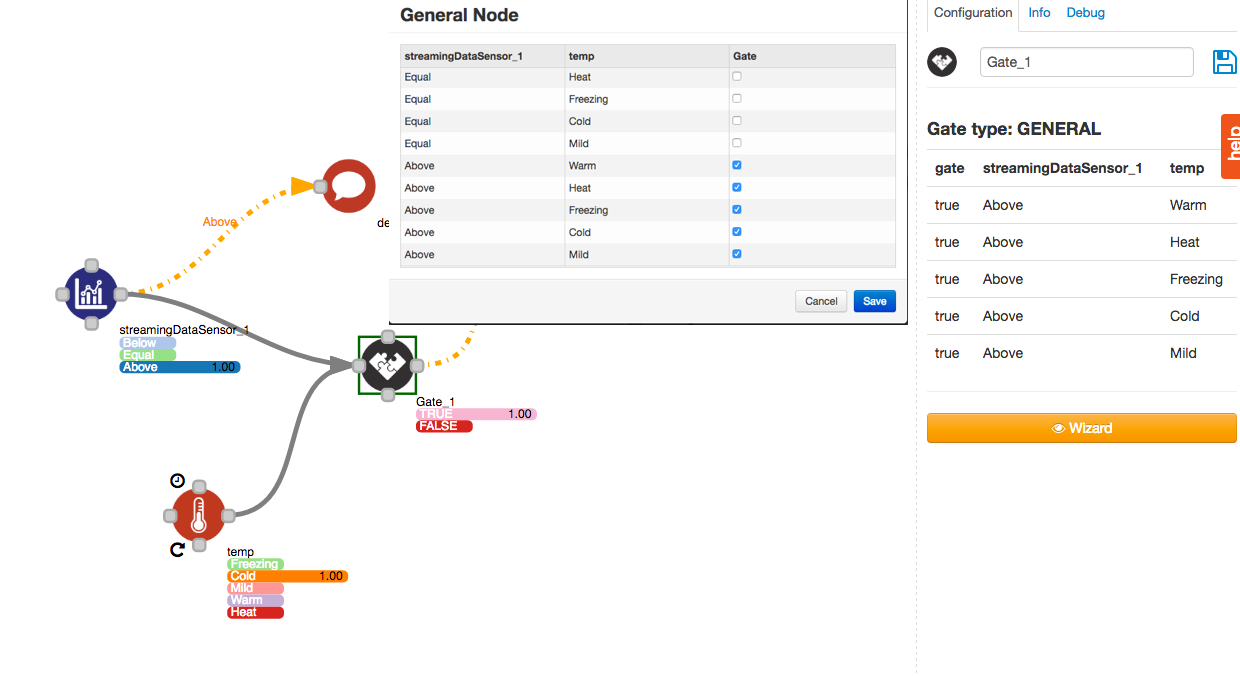 General Node
streamingDataSensor_1 temp Gate
Equal Heat
Equal Freezing
Equal Cold
Equal Mild
Above Warm
Above Heat
Above Freezing
Above Cold
Above Mild
Cancel Save
Above
de
streamingDataSensor_1
Below
Equal
Above 1.00
Gate_1
TRUE 1.00
FALSE
temp
Freezing
Cold 1.00
Mild
Warm
Heat
Configuration Info Debug
Gate_1
help
Gate type: GENERAL
gate streamingDataSensor_1 temp
true Above Warm
true Above Heat
true Above Freezing
true Above Cold
true Above Mild
Wizard